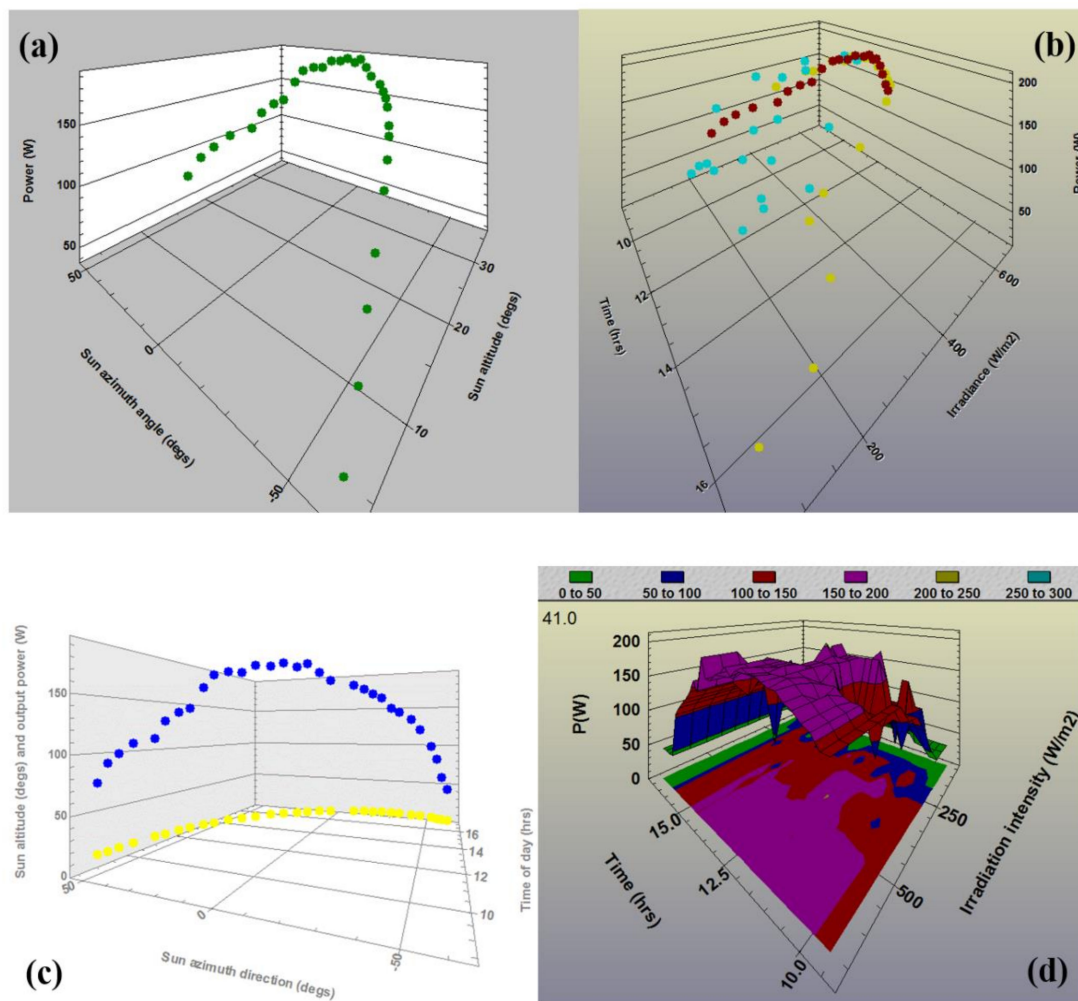 (a)
Power (W)
150
100
50
50
0
-50
Sun azimuth angle (degs)
30
20
10
Sun altitude (degs)
(b)
200
150
100
50
10
12
14
16
Time (hrs)
600
400
200
Irradiance (W/m2)
Sun altitude (degs) and output power (W)
150
100
50
0
50
0
-50
Sun azimuth direction (degs)
16
14
12
10
Time of day (hrs)
(c)
0 to 50 50 to 100 100 to 150 150 to 200 200 to 250 250 to 300
41.0
P(W)
200
150
100
50
0
15.0
12.5
10.0
Time (hrs)
250
500
Irradiation intensity (W/m2)
(d)